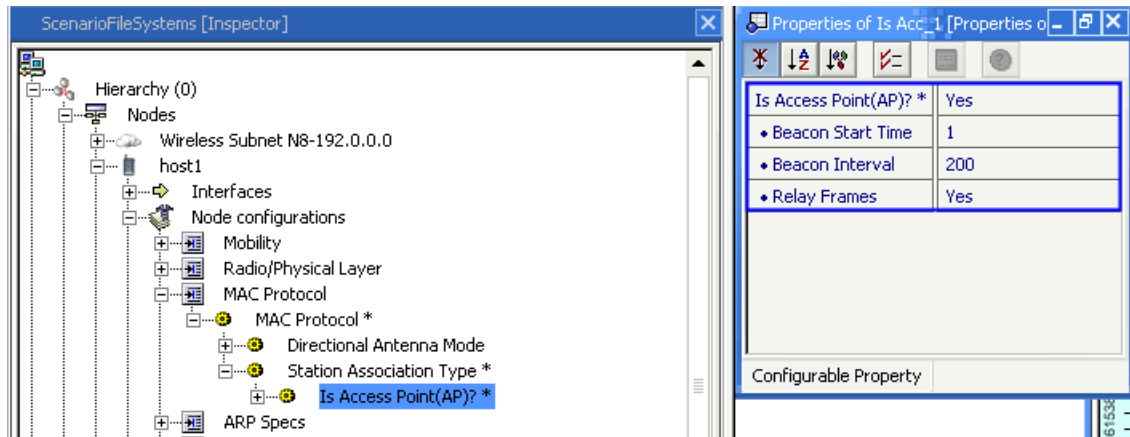 ScenarioFileSystems [Inspector]
Hierarchy (0)
Nodes
Wireless Subnet N8-192.0.0.0
host1
Interfaces
Node configurations
Mobility
Radio/Physical Layer
MAC Protocol
MAC Protocol *
Directional Antenna Mode
Station Association Type *
Is Access Point(AP)? *
ARP Specs
Properties of Is Acc_1 [Properties o
Is Access Point(AP)? * Yes
• Beacon Start Time 1
• Beacon Interval 200
• Relay Frames Yes
Configurable Property
61538